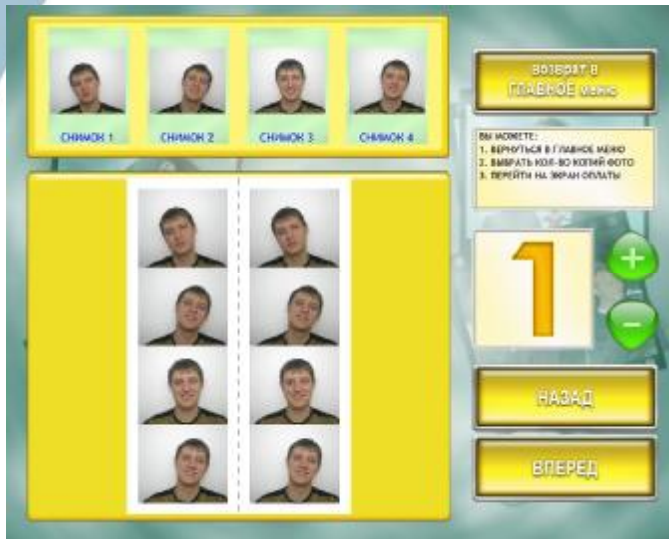 СНИМОК 1
СНИМОК 2
СНИМОК 3
СНИМОК 4
ВОЗВРАТ В
ГЛАВНОЕ МЕНЮ
ВЫ МОЖЕТЕ:
1. ВЕРНУТЬСЯ В ГЛАВНОЕ МЕНЮ
2. ВЫБРАТЬ КОЛ-ВО КОПИЙ ФОТО
3. ПЕРЕЙТИ НА ЭКРАН ОПЛАТЫ
1
+
–
НАЗАД
ВПЕРЕД